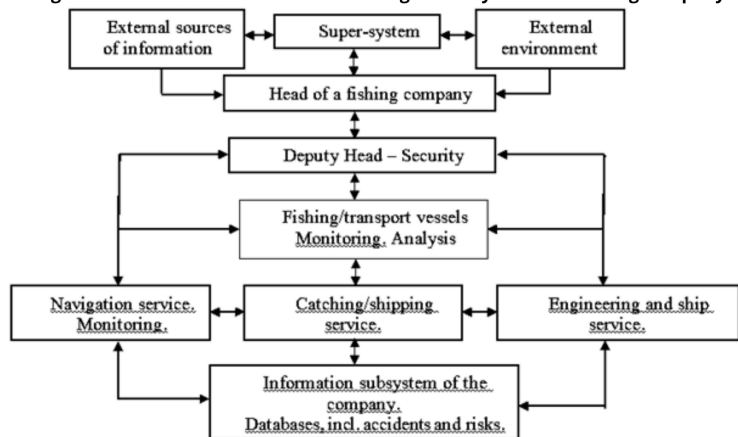 External sources
of information
Super-system
External
environment
Head of a fishing company
Deputy Head – Security
Fishing/transport vessels
Monitoring. Analysis
Navigation service.
Monitoring.
Catching/shipping
service.
Engineering and ship
service.
Information subsystem of the
company.
Databases, incl. accidents and risks.